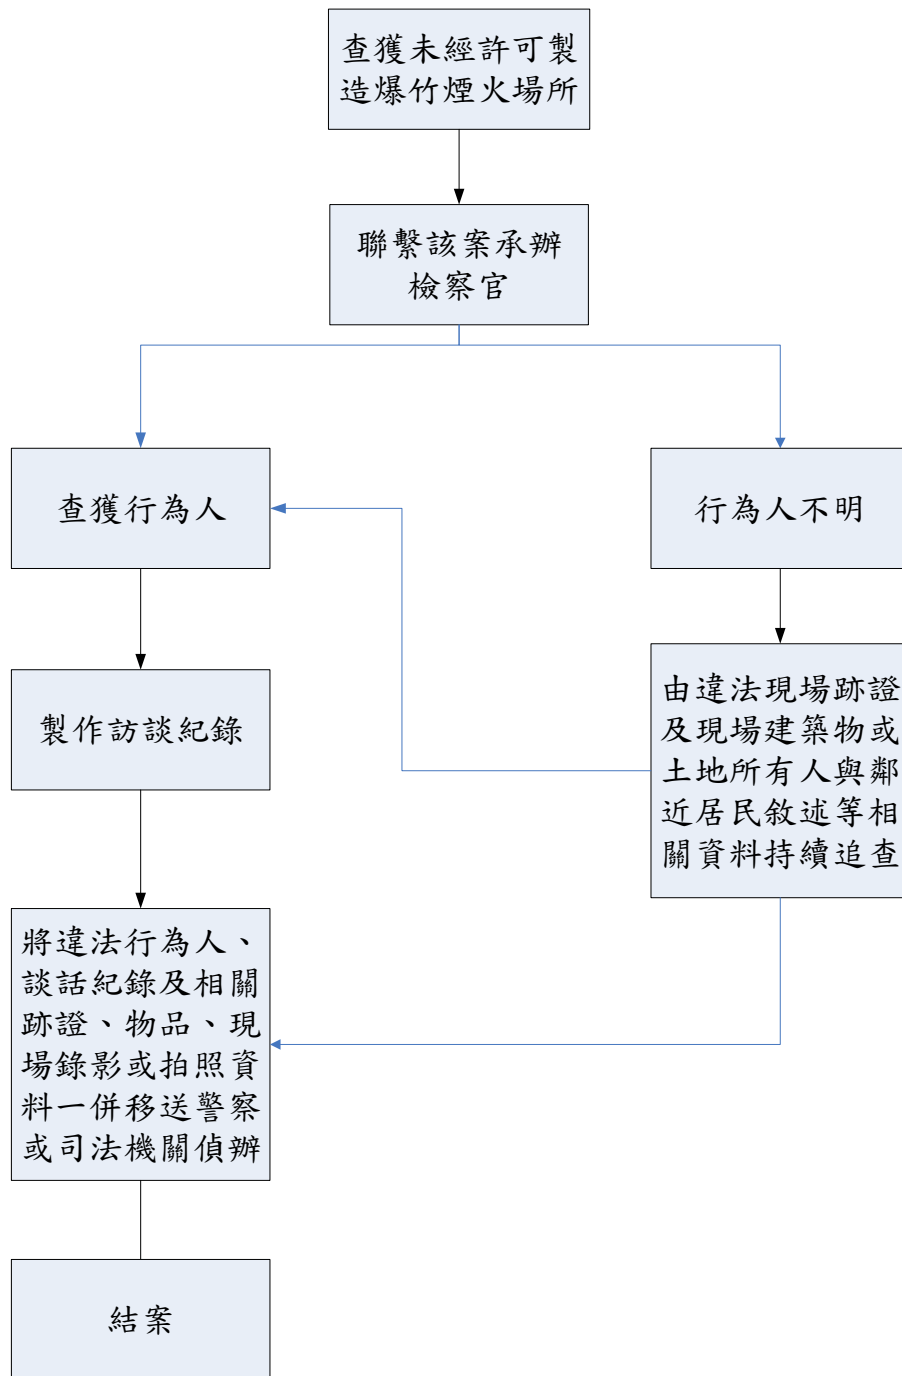 查獲未經許可製
造爆竹煙火場所
聯繫該案承辦
檢察官
查獲行為人
行為人不明
製作訪談紀錄
由違法現場跡證
及現場建築物或
土地所有人與鄰
近居民敘述等相
關資料持續追查
將違法行為人、
談話紀錄及相關
跡證、物品、現
場錄影或拍照資
料一併移送警察
或司法機關偵辦
結案